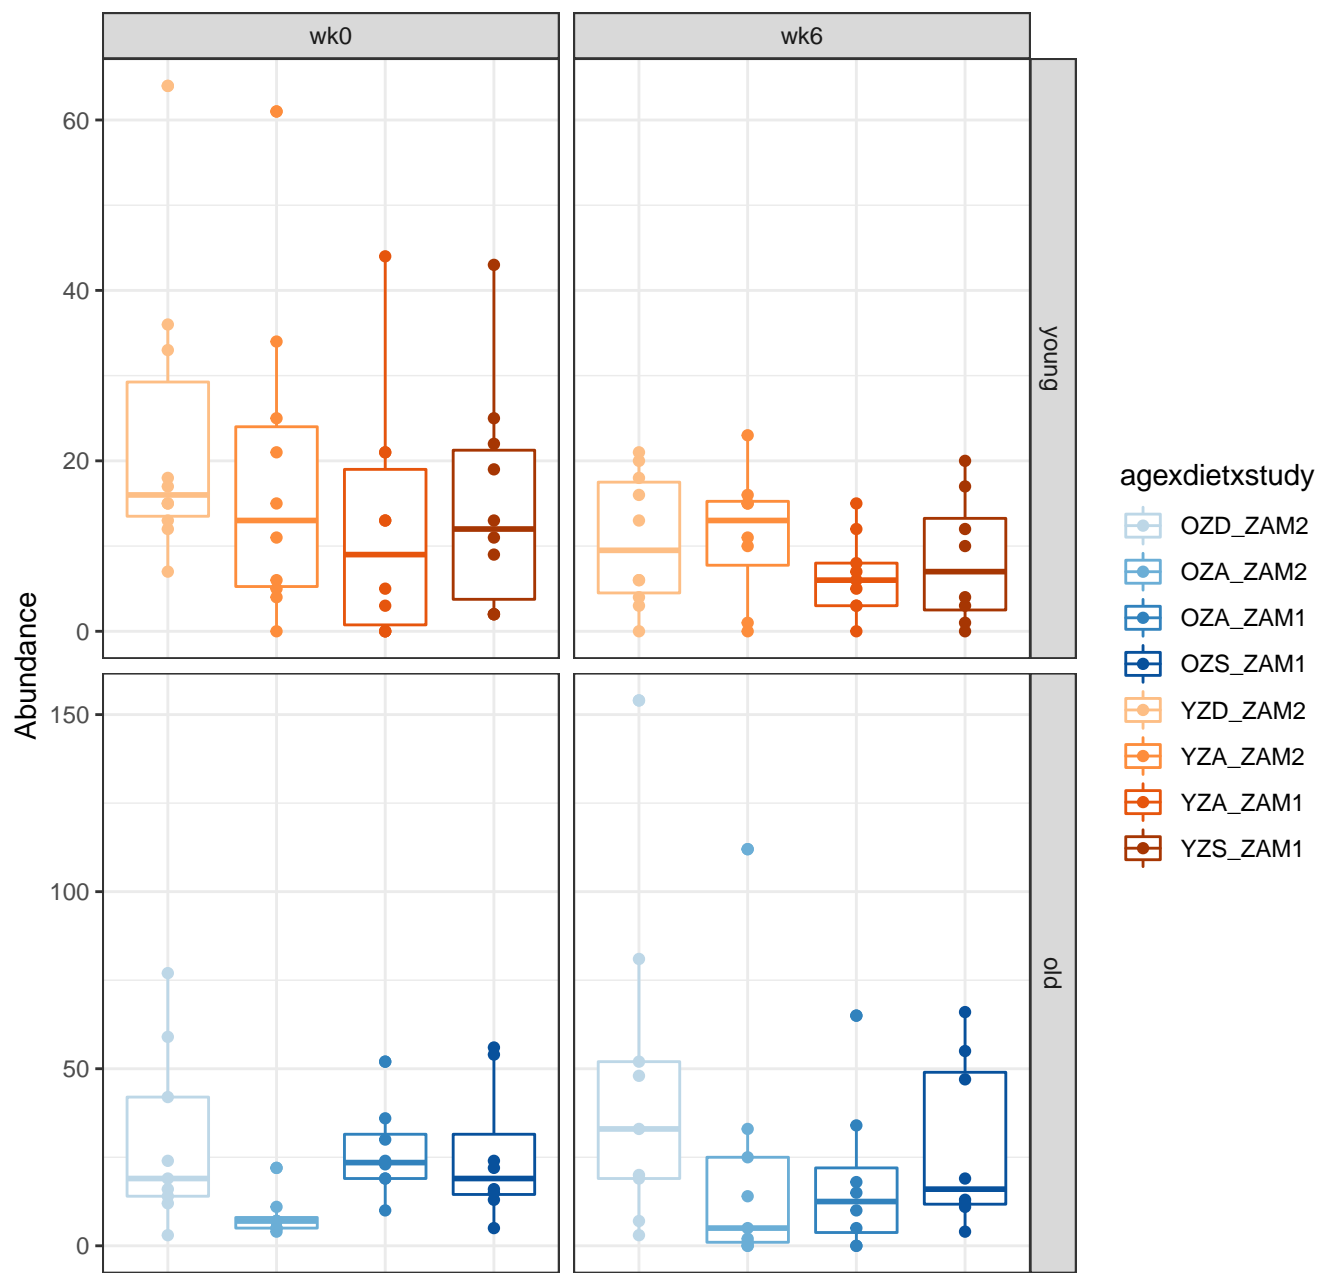 wk0
wk6
60
40
20
0
young
Abundance
150
100
50
0
old
agexdietxstudy
OZD_ZAM2
OZA_ZAM2
OZA_ZAM1
OZS_ZAM1
YZD_ZAM2
YZA_ZAM2
YZA_ZAM1
YZS_ZAM1